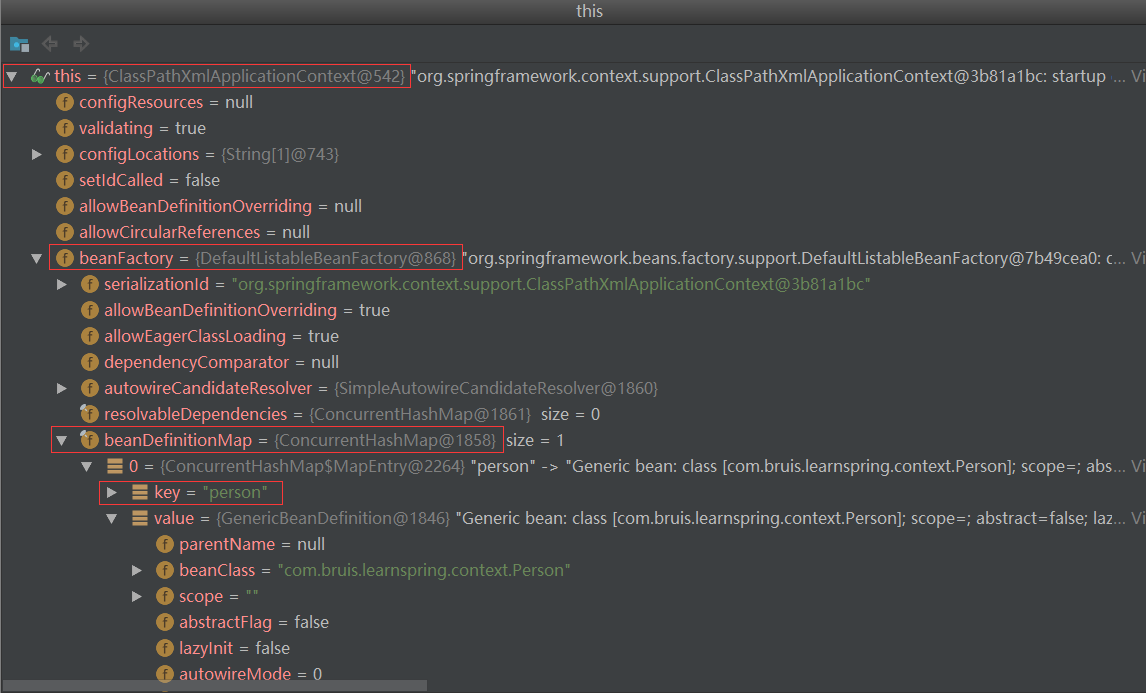 this
this = {ClassPathXmlApplicationContext@542} "org.springframework.context.support.ClassPathXmlApplicationContext@3b81a1bc: startup ... Vi
f configResources = null
f validating = true
f configLocations = {String[1]@743}
f setIdCalled = false
f allowBeanDefinitionOverriding = null
f allowCircularReferences = null
f beanFactory = {DefaultListableBeanFactory@868} "org.springframework.beans.factory.support.DefaultListableBeanFactory@7b49cea0: c... Vi
f serializationId = "org.springframework.context.support.ClassPathXmlApplicationContext@3b81a1bc"
f allowBeanDefinitionOverriding = true
f allowEagerClassLoading = true
f dependencyComparator = null
f autowireCandidateResolver = {SimpleAutowireCandidateResolver@1860}
f resolvableDependencies = {ConcurrentHashMap@1861} size = 0
f beanDefinitionMap = {ConcurrentHashMap@1858} size = 1
0 = {ConcurrentHashMap$MapEntry@2264} "person" -> "Generic bean: class [com.bruis.learnspring.context.Person]; scope=; abs... Vi
key = "person"
value = {GenericBeanDefinition@1846} "Generic bean: class [com.bruis.learnspring.context.Person]; scope=; abstract=false; laz... Vi
f parentName = null
f beanClass = "com.bruis.learnspring.context.Person"
f scope = ""
f abstractFlag = false
f lazyInit = false
f autowireMode = 0